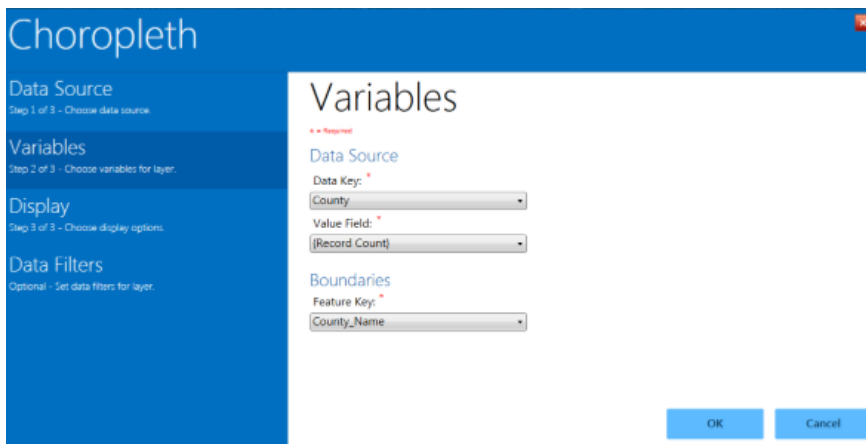 Choropleth
Data Source
Step 1 of 3 - Choose data source.
Variables
Step 2 of 3 - Choose variables for layer.
Display
Step 3 of 3 - Choose display options.
Data Filters
Optional - Set data filters for layer.
Variables
* = Required
Data Source
Data Key: *
County
Value Field: *
{Record Count}
Boundaries
Feature Key: *
County_Name
OK
Cancel